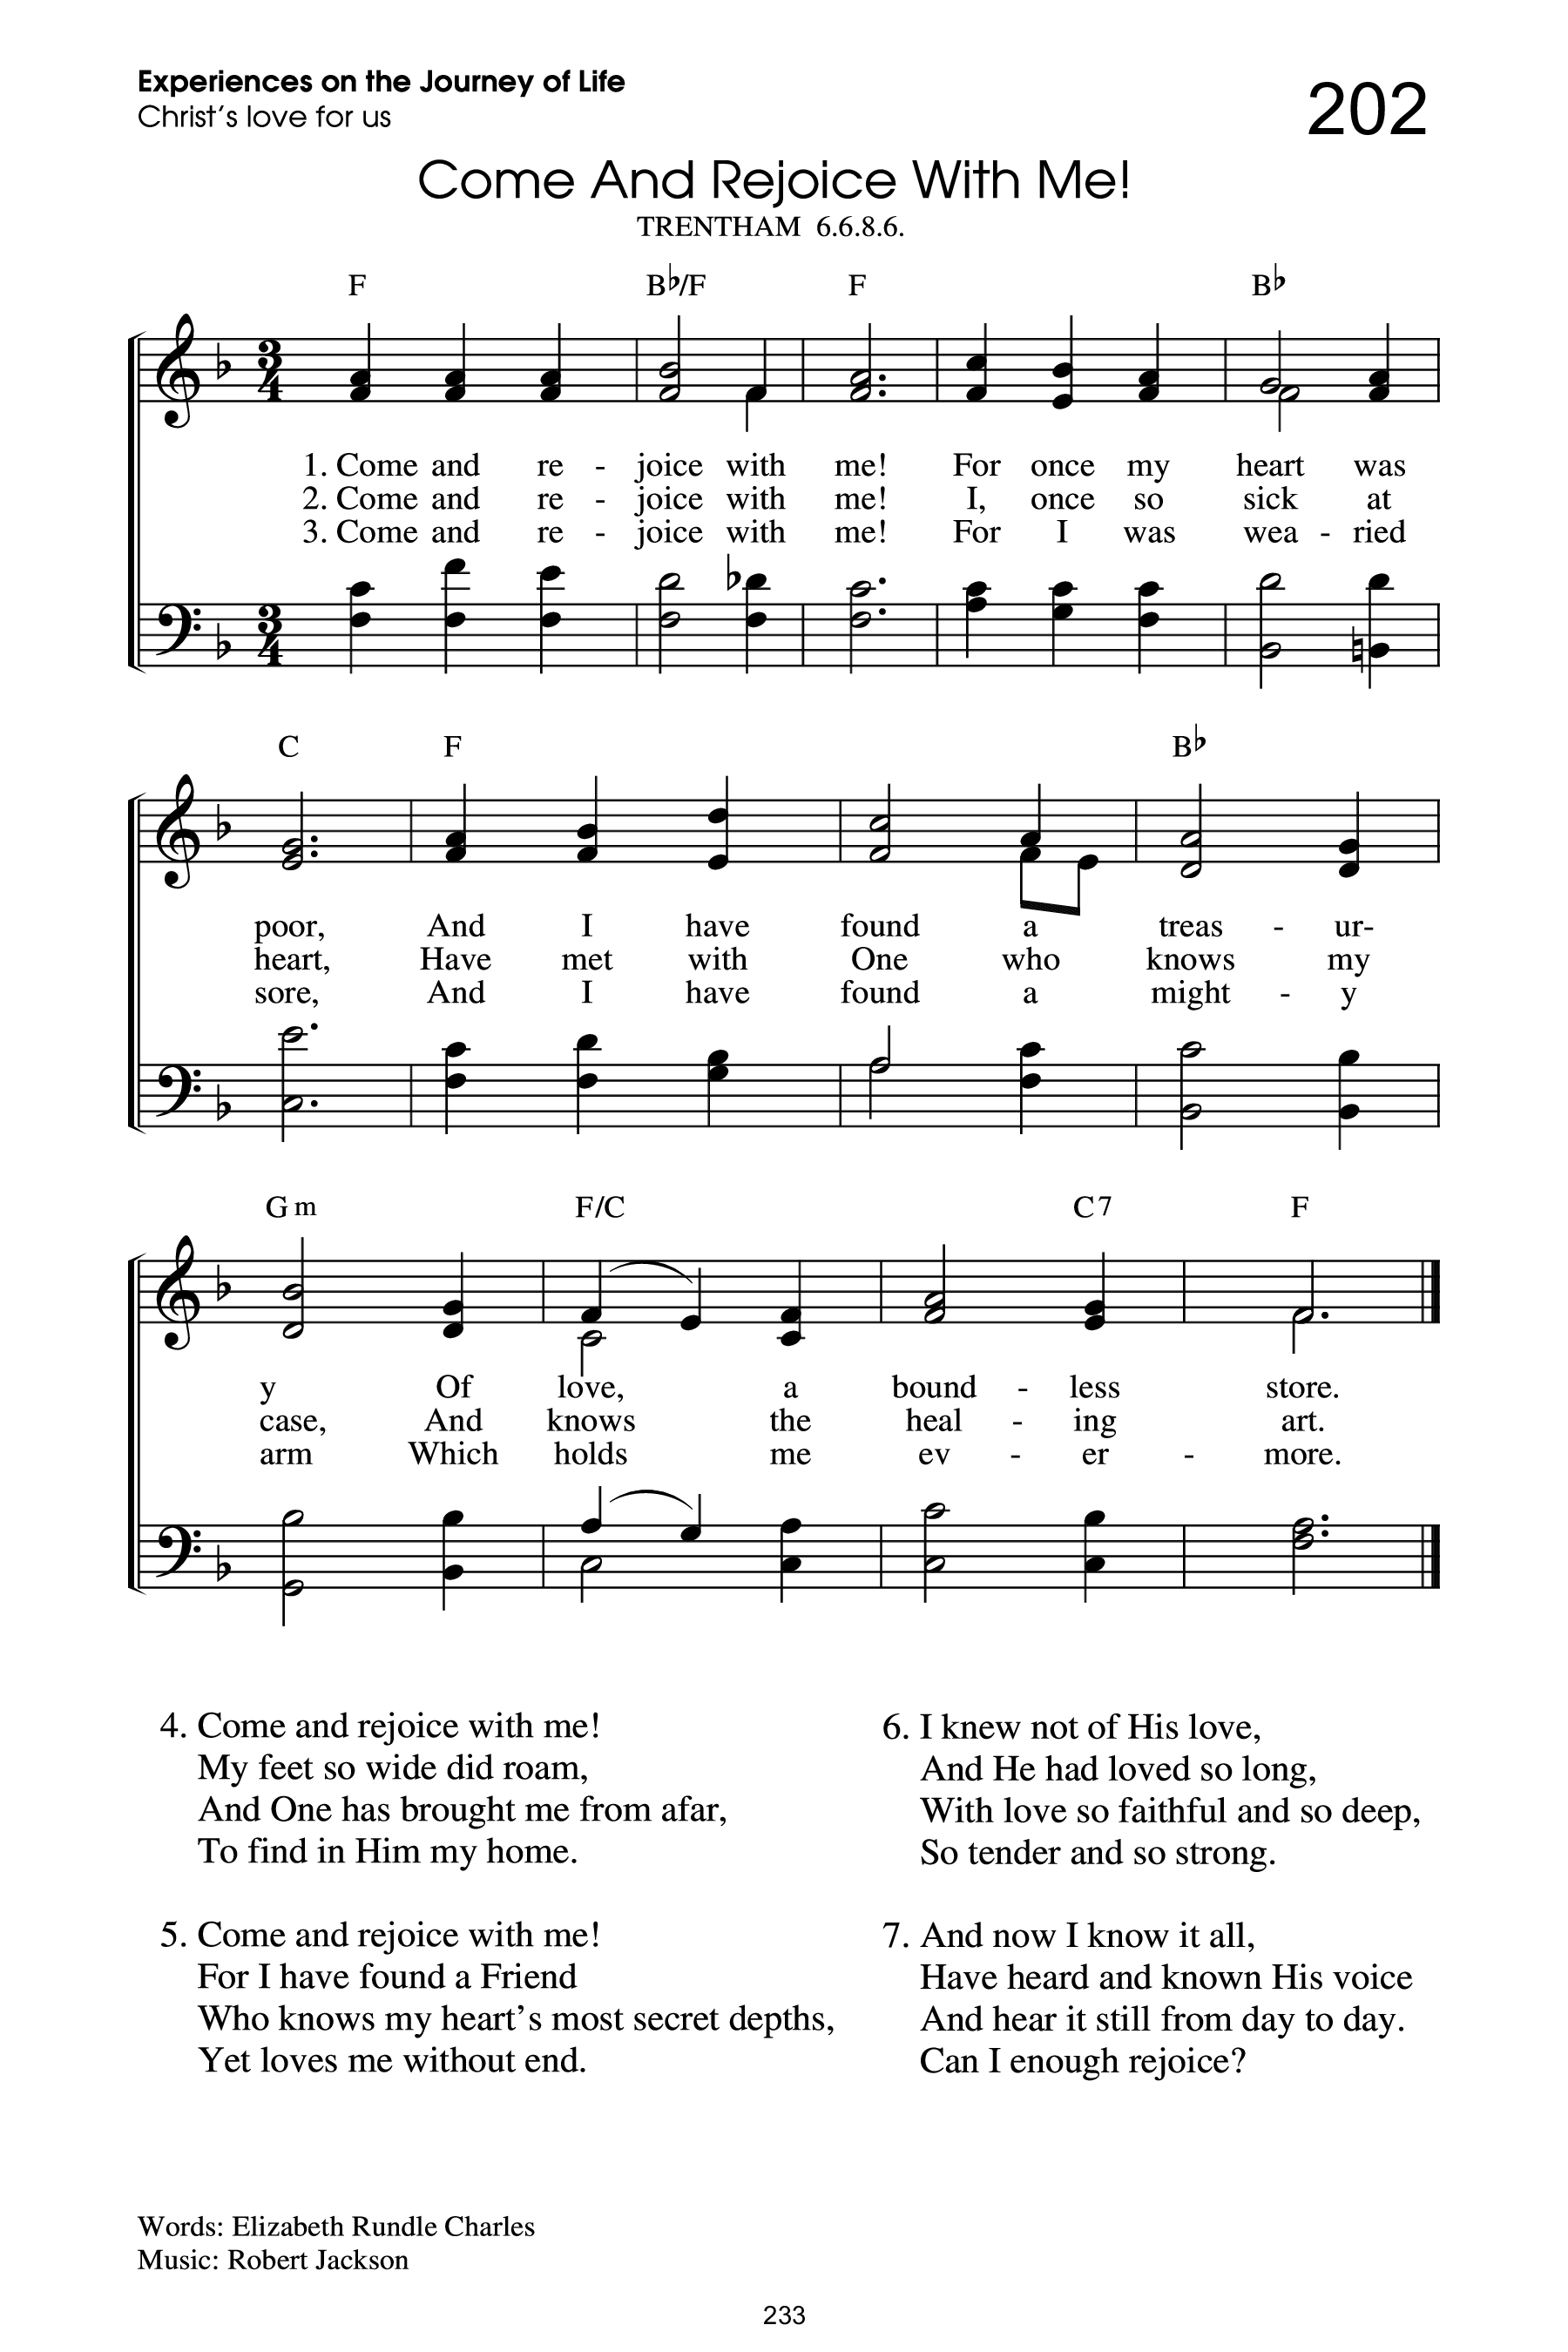 Experiences on the Journey of Life
Christ's love for us
202
Come And Rejoice With Me!
TRENTHAM 6.6.8.6.
F B♭/F F B♭
1. Come and re - joice with me! For once my heart was
2. Come and re - joice with me! I, once so sick at
3. Come and re - joice with me! For I was wea - ried
C F B♭
poor, And I have found a treas - ur-
heart, Have met with One who knows my
sore, And I have found a might - y
Gm F/C C7 F
y Of love, a bound - less store.
case, And knows the heal - ing art.
arm Which holds me ev - er - more.
4. Come and rejoice with me!
My feet so wide did roam,
And One has brought me from afar,
To find in Him my home.
5. Come and rejoice with me!
For I have found a Friend
Who knows my heart's most secret depths,
Yet loves me without end.
6. I knew not of His love,
And He had loved so long,
With love so faithful and so deep,
So tender and so strong.
7. And now I know it all,
Have heard and known His voice
And hear it still from day to day.
Can I enough rejoice?
Words: Elizabeth Rundle Charles
Music: Robert Jackson
233